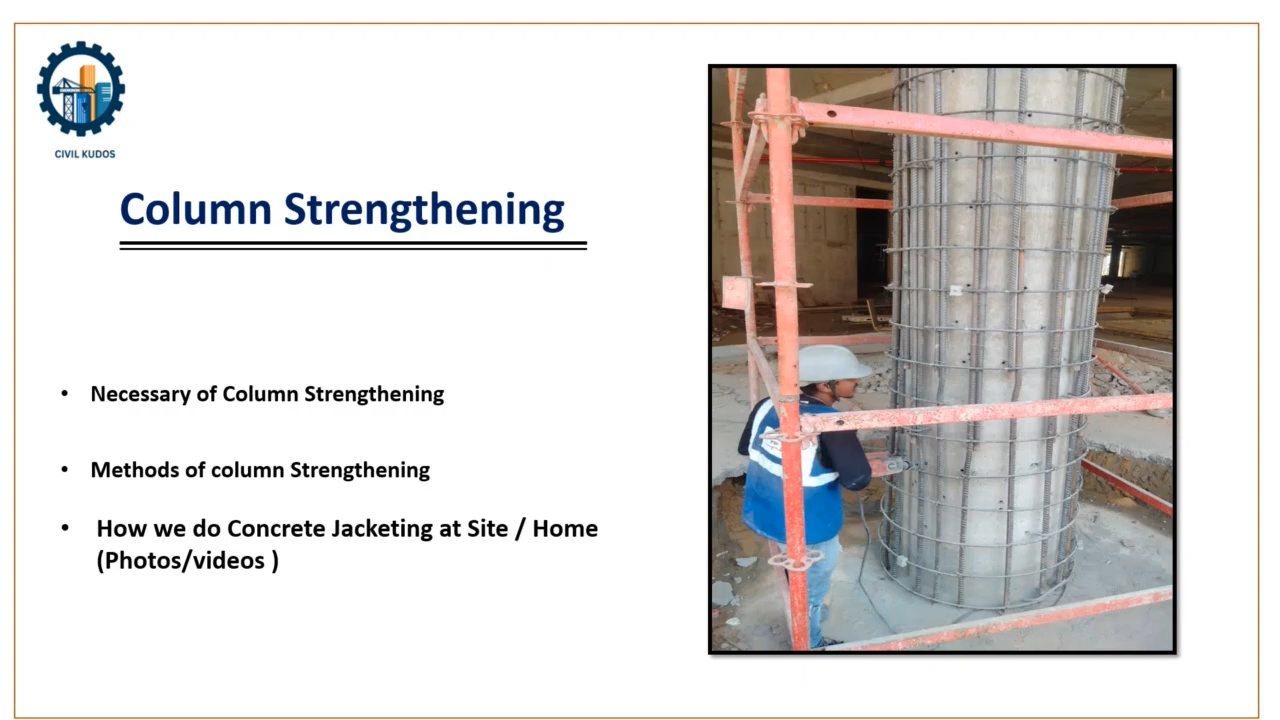 CIVIL KUDOS
Column Strengthening
• Necessary of Column Strengthening
• Methods of column Strengthening
• How we do Concrete Jacketing at Site / Home
(Photos/videos )